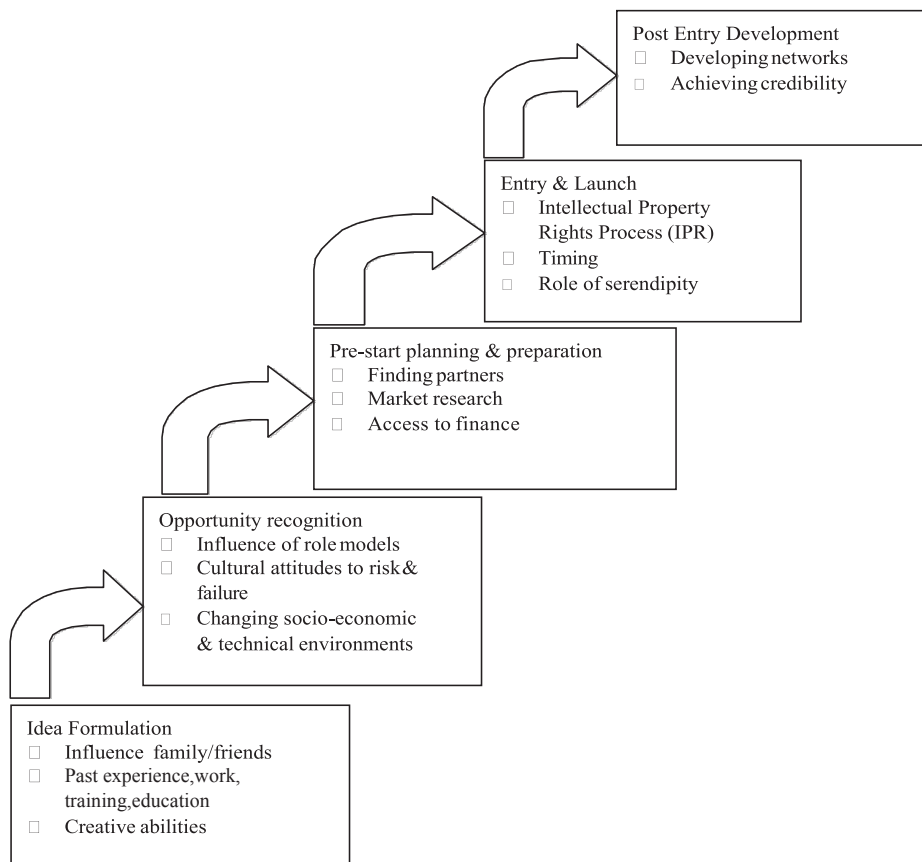 Post Entry Development
□ Developing networks
□ Achieving credibility
Entry & Launch
□ Intellectual Property
Rights Process (IPR)
□ Timing
□ Role of serendipity
Pre-start planning & preparation
□ Finding partners
□ Market research
□ Access to finance
Opportunity recognition
□ Influence of role models
□ Cultural attitudes to risk &
failure
□ Changing socio-economic
& technical environments
Idea Formulation
□ Influence family/friends
□ Past experience,work,
training,education
□ Creative abilities